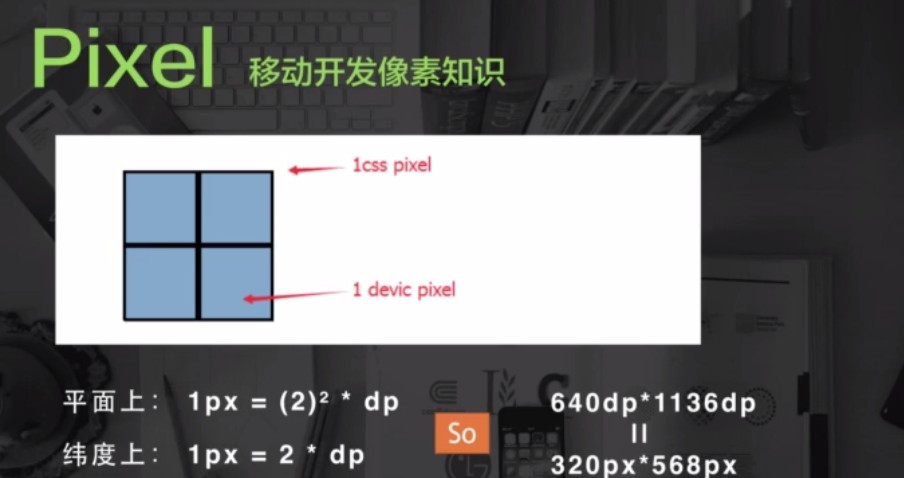 Pixel 移动开发像素知识
1css pixel
1 devic pixel
平面上： 1px = (2)² * dp
纬度上： 1px = 2 * dp
So
640dp*1136dp
=
320px*568px